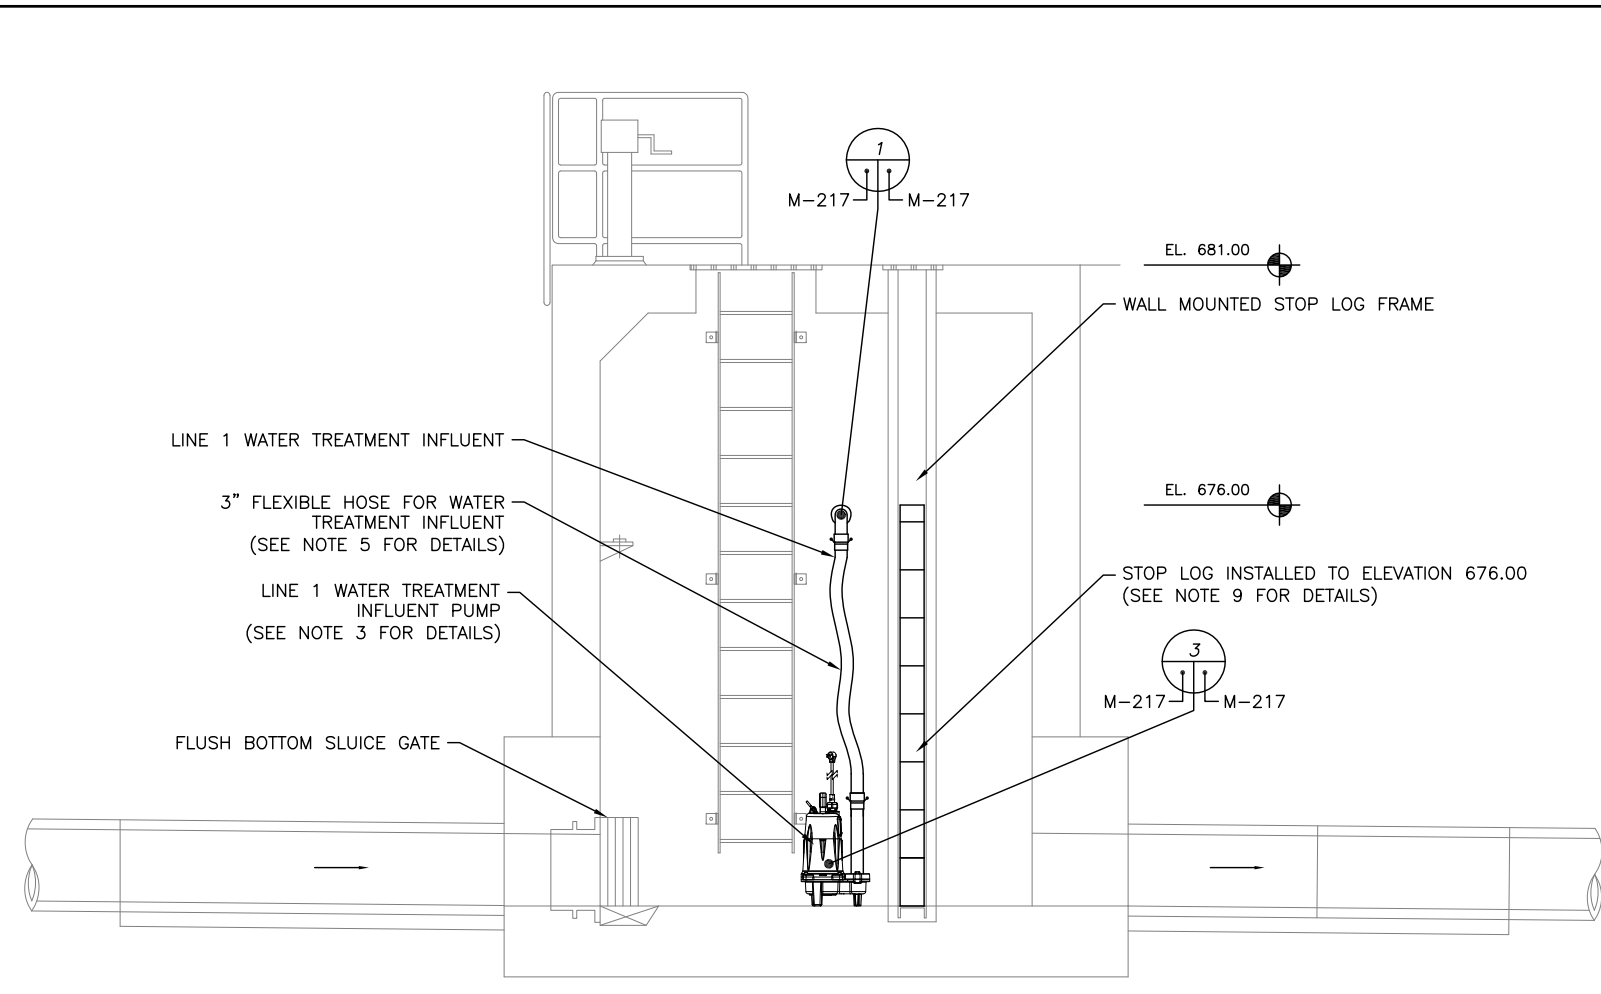 1
M-217 M-217
EL. 681.00
WALL MOUNTED STOP LOG FRAME
LINE 1 WATER TREATMENT INFLUENT
3" FLEXIBLE HOSE FOR WATER
TREATMENT INFLUENT
(SEE NOTE 5 FOR DETAILS)
EL. 676.00
LINE 1 WATER TREATMENT
INFLUENT PUMP
(SEE NOTE 3 FOR DETAILS)
STOP LOG INSTALLED TO ELEVATION 676.00
(SEE NOTE 9 FOR DETAILS)
3
M-217 M-217
FLUSH BOTTOM SLUICE GATE